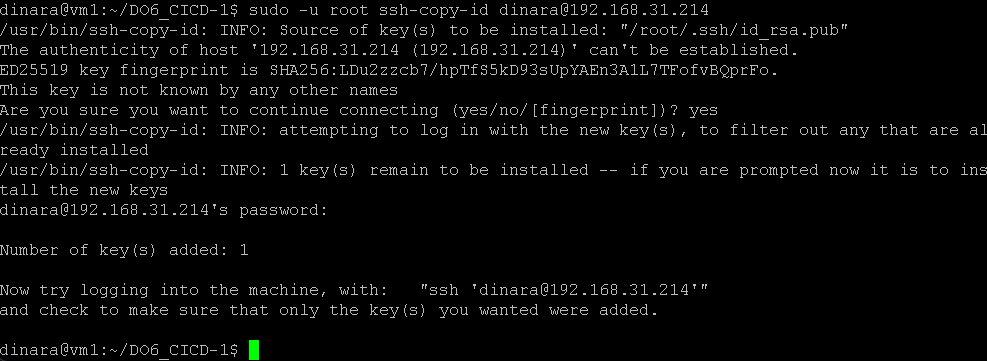 dinara@vm1:~/DO6_CICD-1$ sudo -u root ssh-copy-id dinara@192.168.31.214
/usr/bin/ssh-copy-id: INFO: Source of key(s) to be installed: "/root/.ssh/id_rsa.pub"
The authenticity of host '192.168.31.214 (192.168.31.214)' can't be established.
ED25519 key fingerprint is SHA256:LDu2zzcb7/hpTfS5kD93sUpYAEn3A1L7TFofvBQprFo.
This key is not known by any other names
Are you sure you want to continue connecting (yes/no/[fingerprint])? yes
/usr/bin/ssh-copy-id: INFO: attempting to log in with the new key(s), to filter out any that are al
ready installed
/usr/bin/ssh-copy-id: INFO: 1 key(s) remain to be installed -- if you are prompted now it is to ins
tall the new keys
dinara@192.168.31.214's password:
Number of key(s) added: 1
Now try logging into the machine, with:   "ssh 'dinara@192.168.31.214'"
and check to make sure that only the key(s) you wanted were added.
dinara@vm1:~/DO6_CICD-1$